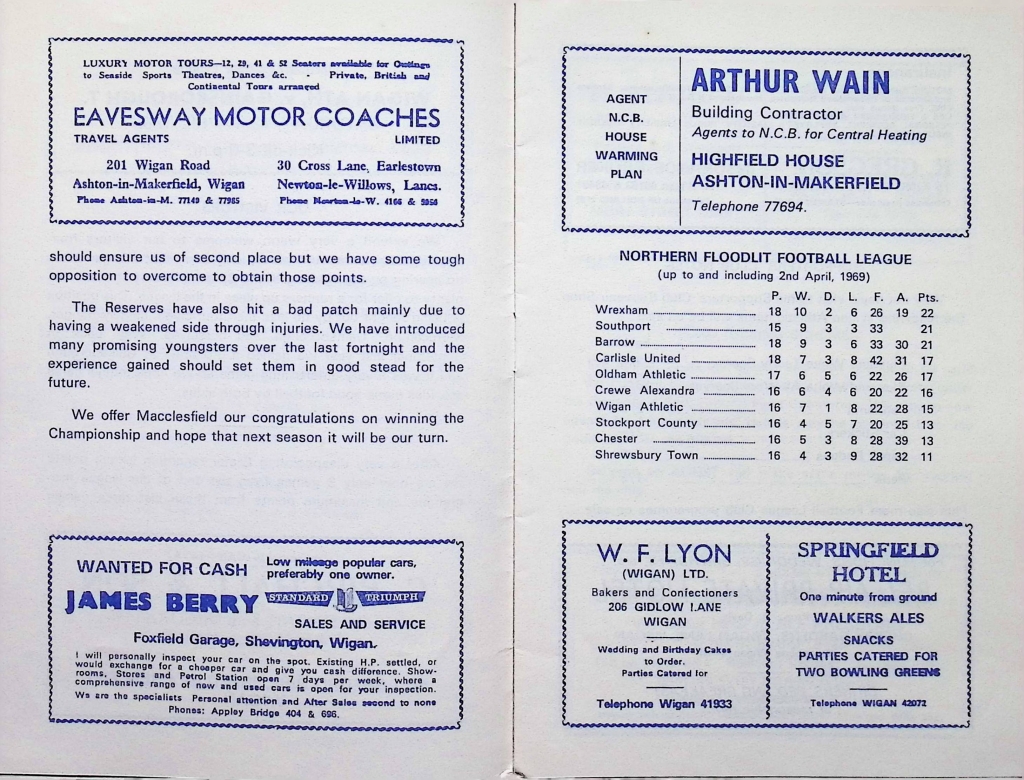 LUXURY MOTOR TOURS—12, 29, 41 & 52 Seaters available for Outings
to Seaside Sports Theatres, Dances &c. · Private, British and
Continental Tours arranged
EAVESWAY MOTOR COACHES
TRAVEL AGENTS LIMITED
201 Wigan Road 30 Cross Lane, Earlestown
Ashton-in-Makerfield, Wigan Newton-le-Willows, Lancs.
Phone Ashton-in-M. 77149 & 77985 Phone Newton-le-W. 4166 &
should ensure us of second place but we have some tough
opposition to overcome to obtain those points.
The Reserves have also hit a bad patch mainly due to
having a weakened side through injuries. We have introduced
many promising youngsters over the last fortnight and the
experience gained should set them in good stead for the
future.
We offer Macclesfield our congratulations on winning the
Championship and hope that next season it will be our turn.
WANTED FOR CASH Low mileage popular cars,
preferably one owner.
JAMES BERRY STANDARD TRIUMPH
SALES AND SERVICE
Foxfield Garage, Shevington, Wigan.
I will personally inspect your car on the spot. Existing H.P. settled, or
would exchange for a cheaper car and give you cash difference. Show-
rooms, Stores and Petrol Station open 7 days per week, where a
comprehensive range of new and used cars is open for your inspection.
We are the specialists Personal attention and After Sales second to none
Phones: Appley Bridge 404 & 696.
AGENT
N.C.B.
HOUSE
WARMING
PLAN
ARTHUR WAIN
Building Contractor
Agents to N.C.B. for Central Heating
HIGHFIELD HOUSE
ASHTON-IN-MAKERFIELD
Telephone 77694.
NORTHERN FLOODLIT FOOTBALL LEAGUE
(up to and including 2nd April, 1969)
P. W. D. L. F. A. Pts.
Wrexham 18 10 2 6 26 19 22
Southport 15 9 3 3 33 21
Barrow 18 9 3 6 33 30 21
Carlisle United 18 7 3 8 42 31 17
Oldham Athletic 17 6 5 6 22 26 17
Crewe Alexandra 16 6 4 6 20 22 16
Wigan Athletic 16 7 1 8 22 28 15
Stockport County 16 4 5 7 20 25 13
Chester 16 5 3 8 28 39 13
Shrewsbury Town 16 4 3 9 28 32 11
W. F. LYON
(WIGAN) LTD.
Bakers and Confectioners
206 GIDLOW LANE
WIGAN
Wedding and Birthday Cakes
to Order.
Parties Catered for
Telephone Wigan 41933
SPRINGFIELD
HOTEL
One minute from ground
WALKERS ALES
SNACKS
PARTIES CATERED FOR
TWO BOWLING GREENS
Telephone WIGAN 42072